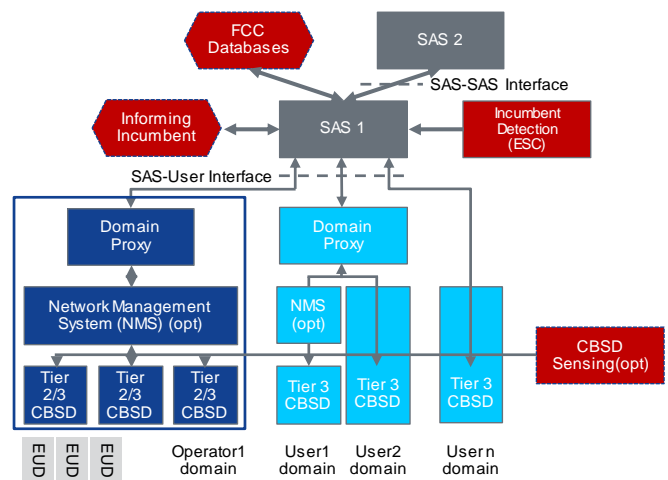 FCC
Databases
SAS 2
SAS-SAS Interface
Informing
Incumbent
SAS 1
Incumbent
Detection
(ESC)
SAS-User Interface
Domain
Proxy
Domain
Proxy
Network Management
System (NMS) (opt)
NMS
(opt)
CBSD
Sensing(opt)
Tier
2/3
CBSD
Tier
2/3
CBSD
Tier
2/3
CBSD
Tier 3
CBSD
Tier 3
CBSD
Tier 3
CBSD
EUD
EUD
EUD
Operator1
domain
User1
domain
User2
domain
User n
domain